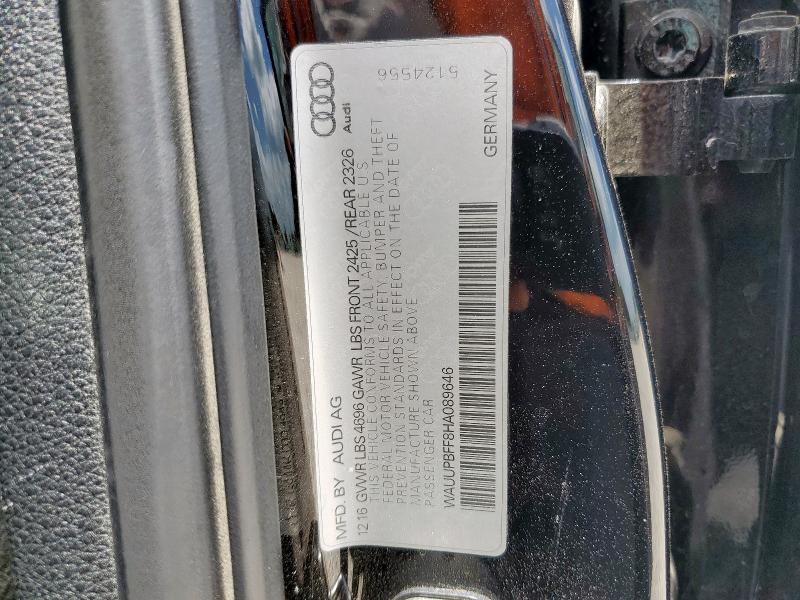 5124556
Audi
MFD. BY AUDI AG
12 16 GVWR LBS 4696 GAWR LBS FRONT 2425 / REAR 2326
THIS VEHICLE CONFORMS TO ALL APPLICABLE U.S.
FEDERAL MOTOR VEHICLE SAFETY, BUMPER AND THEFT
PREVENTION STANDARDS IN EFFECT ON THE DATE OF
MANUFACTURE SHOWN ABOVE
PASSENGER CAR
GERMANY
WAUUPBFF8HA089646